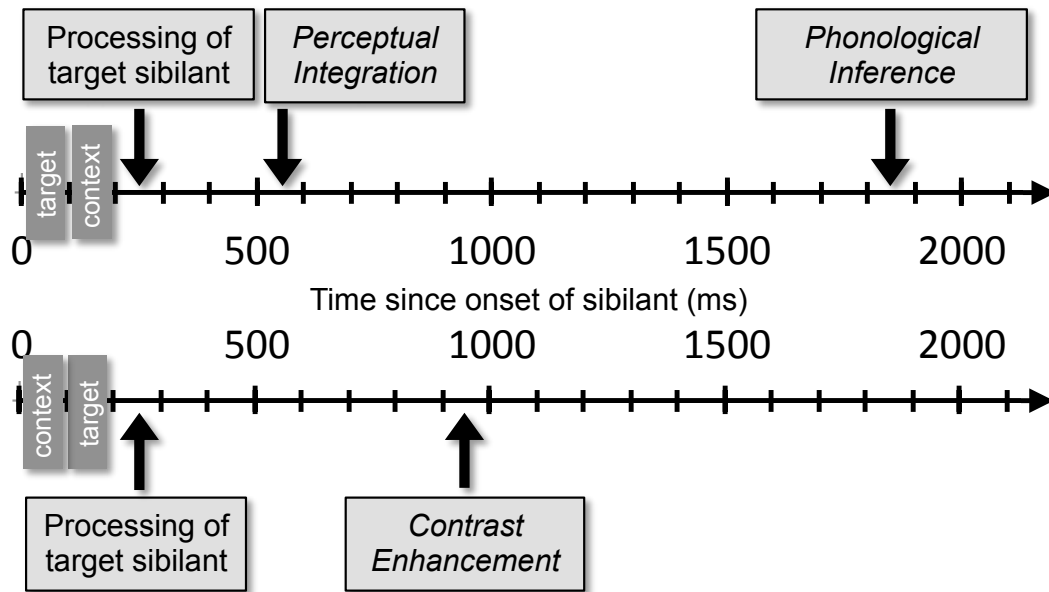 Processing of
target sibilant
Perceptual
Integration
Phonological
Inference
target
context
0 500 1000 1500 2000
Time since onset of sibilant (ms)
0 500 1000 1500 2000
context
target
Processing of
target sibilant
Contrast
Enhancement